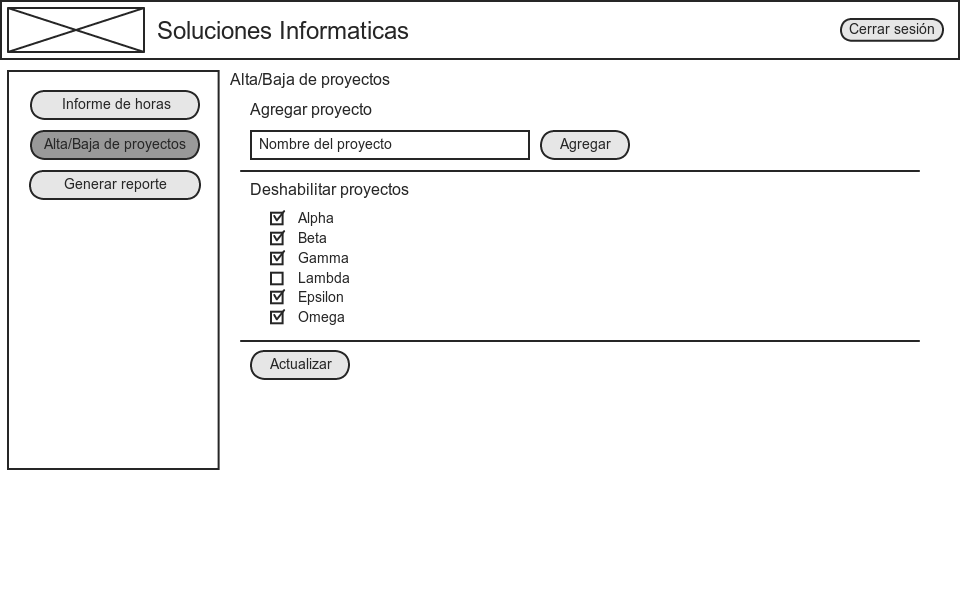 Soluciones Informaticas
Cerrar sesión
Informe de horas
Alta/Baja de proyectos
Generar reporte
Alta/Baja de proyectos
Agregar proyecto
Nombre del proyecto
Agregar
Deshabilitar proyectos
Alpha
Beta
Gamma
Lambda
Epsilon
Omega
Actualizar